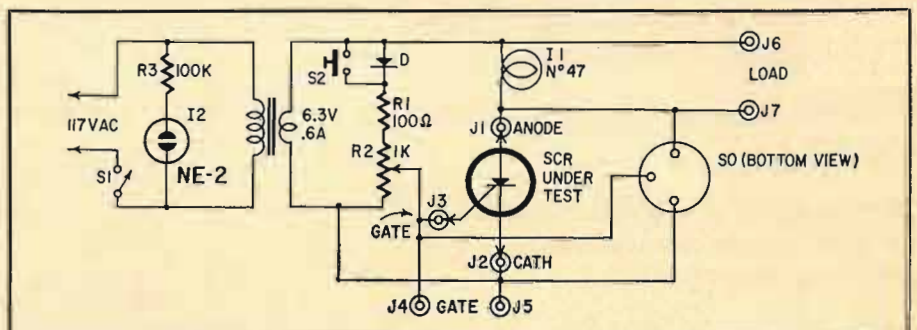 R3
100K
I2
117VAC
S1
NE-2
6.3V
.6A
S2
D
R1
100Ω
R2
1K
J3
GATE
I1
Nº47
J1
ANODE
SCR
UNDER
TEST
J2
CATH
J4
GATE
J5
J6
LOAD
J7
SO (BOTTOM VIEW)